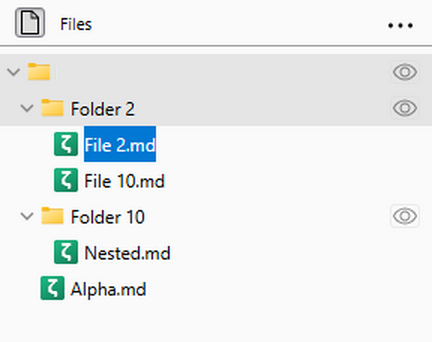 Files
Folder 2
File 2.md
File 10.md
Folder 10
Nested.md
Alpha.md